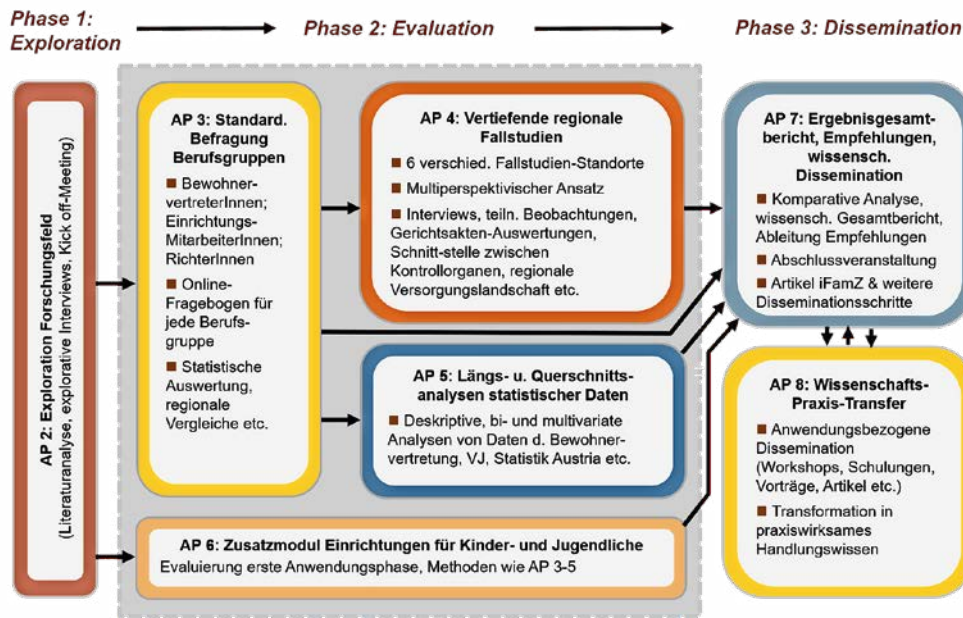 Phase 1:
Exploration
Phase 2: Evaluation
Phase 3: Dissemination
AP 2: Exploration Forschungsfeld
(Literaturanalyse, explorative Interviews, Kick off-Meeting)
AP 3: Standard.
Befragung
Berufsgruppen
■ Bewohner-
vertreterInnen;
Einrichtungs-
MitarbeiterInnen;
RichterInnen
■ Online-
Fragebogen für
jede Berufs-
gruppe
■ Statistische
Auswertung,
regionale
Vergleiche etc.
AP 4: Vertiefende regionale
Fallstudien
■ 6 verschied. Fallstudien-Standorte
■ Multiperspektivischer Ansatz
■ Interviews, teiln. Beobachtungen,
Gerichtsakten-Auswertungen,
Schnitt-stelle zwischen
Kontrollorganen, regionale
Versorgungslandschaft etc.
AP 5: Längs- u. Querschnitts-
analysen statistischer Daten
■ Deskriptive, bi- und multivariate
Analysen von Daten d. Bewohner-
vertretung, VJ, Statistik Austria etc.
AP 6: Zusatzmodul Einrichtungen für Kinder- und Jugendliche
Evaluierung erste Anwendungsphase, Methoden wie AP 3-5
AP 7: Ergebnisgesamt-
bericht, Empfehlungen,
wissensch.
Dissemination
■ Komparative Analyse,
wissensch. Gesamtbericht,
Ableitung Empfehlungen
■ Abschlussveranstaltung
■ Artikel iFamZ & weitere
Disseminationsschritte
AP 8: Wissenschafts-
Praxis-Transfer
■ Anwendungsbezogene
Dissemination
(Workshops, Schulungen,
Vorträge, Artikel etc.)
■ Transformation in
praxiswirksames
Handlungswissen